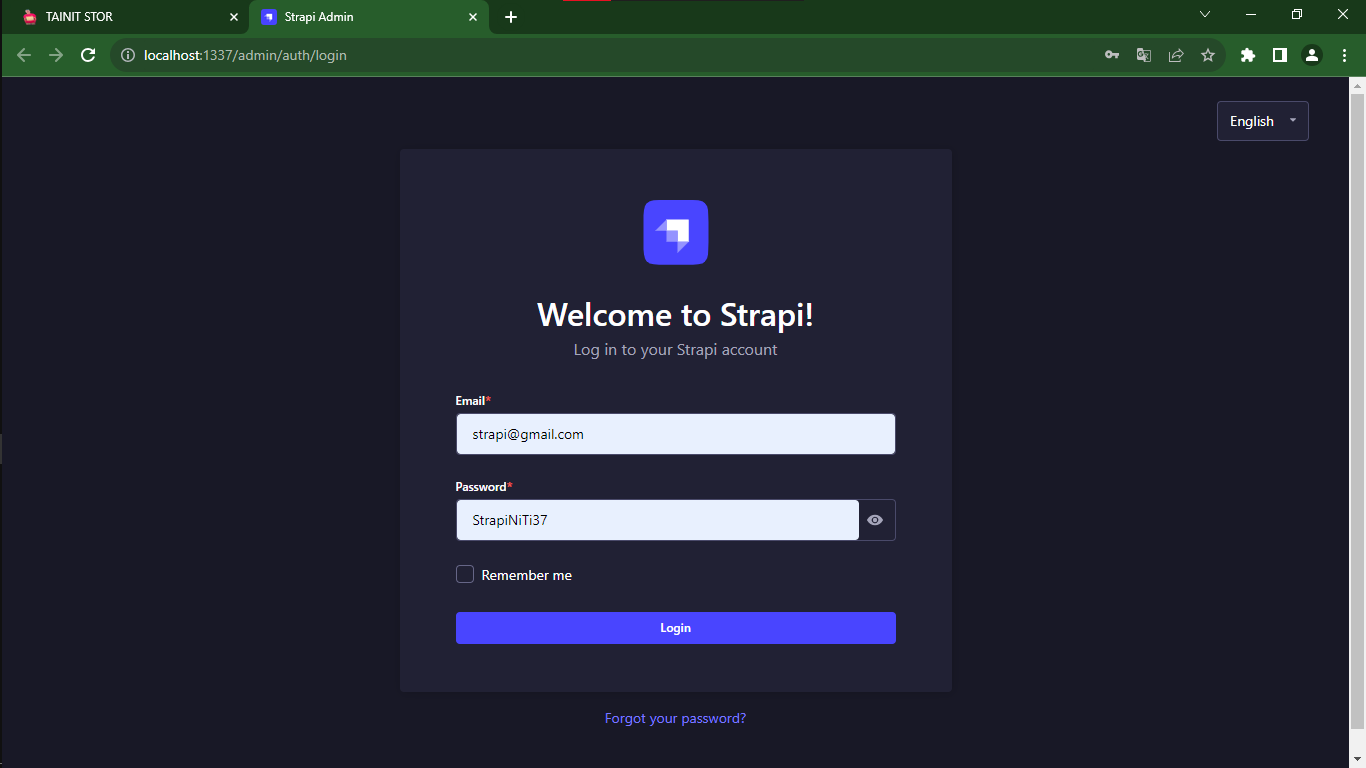 TAINIT STOR
Strapi Admin
localhost:1337/admin/auth/login
English
Welcome to Strapi!
Log in to your Strapi account
Email*
strapi@gmail.com
Password*
StrapiNiTi37
Remember me
Login
Forgot your password?